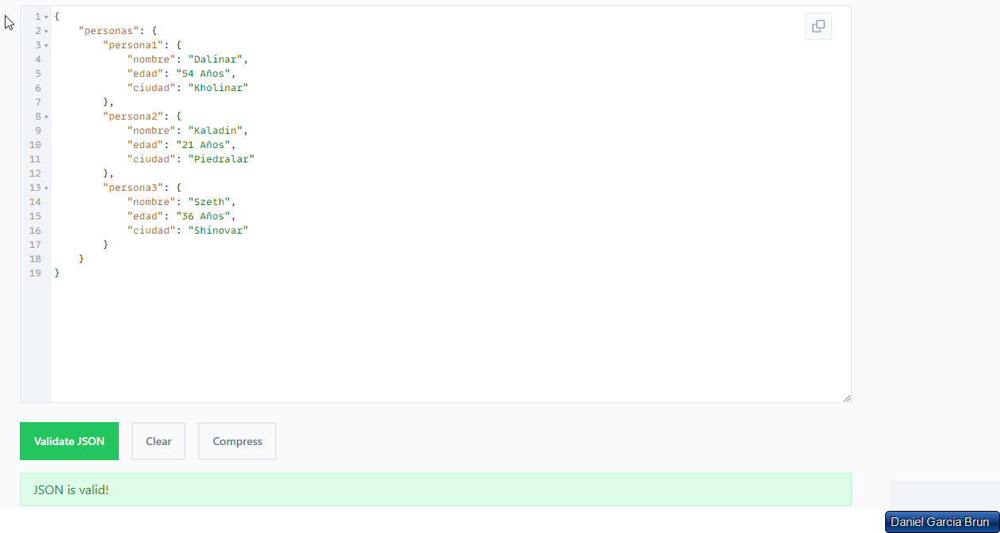 1 {
2 "personas": {
3 "persona1": {
4 "nombre": "Dalinar",
5 "edad": "54 Años",
6 "ciudad": "Kholinar"
7 },
8 "persona2": {
9 "nombre": "Kaladin",
10 "edad": "21 Años",
11 "ciudad": "Piedralar"
12 },
13 "persona3": {
14 "nombre": "Szeth",
15 "edad": "36 Años",
16 "ciudad": "Shinovar"
17 }
18 }
19 }
Validate JSON Clear Compress
JSON is valid!
Daniel García Brun